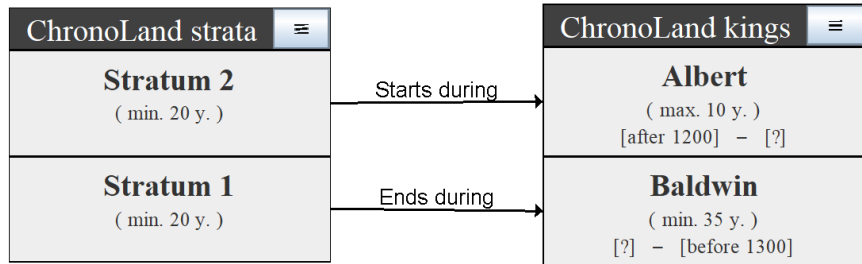 ChronoLand strata
Stratum 2
( min. 20 y. )
Stratum 1
( min. 20 y. )
Starts during
Ends during
ChronoLand kings
Albert
( max. 10 y. )
[after 1200] – [?]
Baldwin
( min. 35 y. )
[?] – [before 1300]